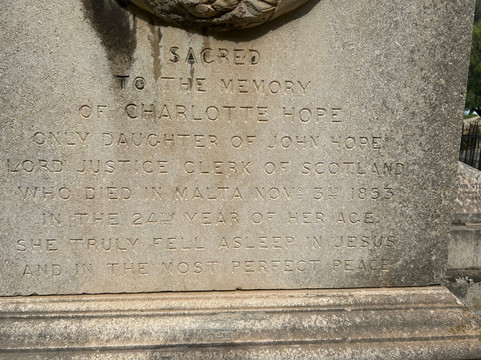 SACRED
TO THE MEMORY
OF CHARLOTTE HOPE
ONLY DAUGHTER OF JOHN HOPE
LORD JUSTICE CLERK OF SCOTLAND
WHO DIED IN MALTA NOVR 3RD 1853
IN THE 24TH YEAR OF HER AGE.
SHE TRULY FELL ASLEEP IN JESUS
AND IN THE MOST PERFECT PEACE